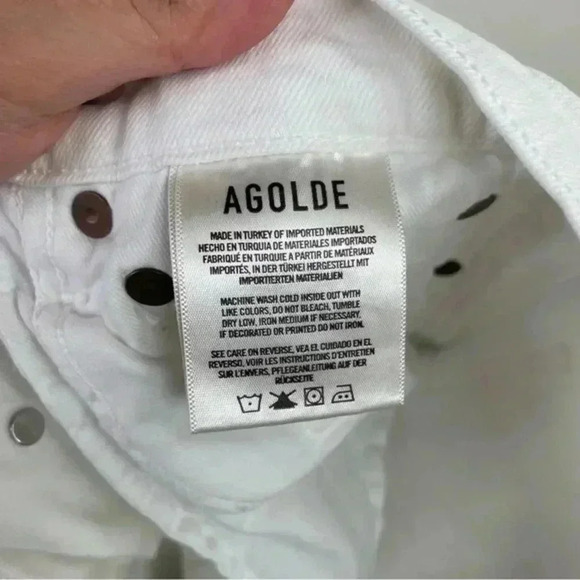 AGOLDE
MADE IN TURKEY OF IMPORTED MATERIALS
HECHO EN TURQUIA DE MATERIALES IMPORTADOS
FABRIQUÉ EN TURQUIE A PARTIR DE MATÉRIAUX
IMPORTÉS, IN DER TÜRKEI HERGESTELLT MIT
IMPORTIERTEN MATERIALIEN
MACHINE WASH COLD INSIDE OUT WITH
LIKE COLORS, DO NOT BLEACH, TUMBLE
DRY LOW, IRON MEDIUM IF NECESSARY.
IF DECORATED OR PRINTED DO NOT IRON.
SEE CARE ON REVERSE, VEA EL CUIDADO EN EL
REVERSO, VOIR LES INSTRUCTIONS D'ENTRETIEN
SUR L'ENVERS, PFLEGEANLEITUNG AUF DER
RÜCKSEITE